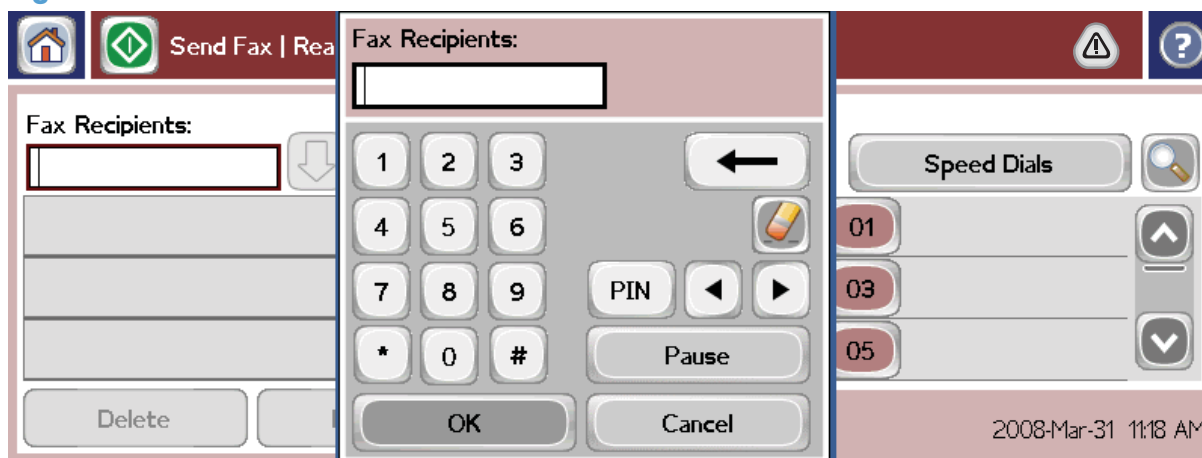 Send Fax | Rea
Fax Recipients:
?
Fax Recipients:
Speed Dials
1 2 3
4 5 6
7 8 9 PIN
* 0 # Pause
01
03
05
Delete
OK Cancel
2008-Mar-31 11:18 AM